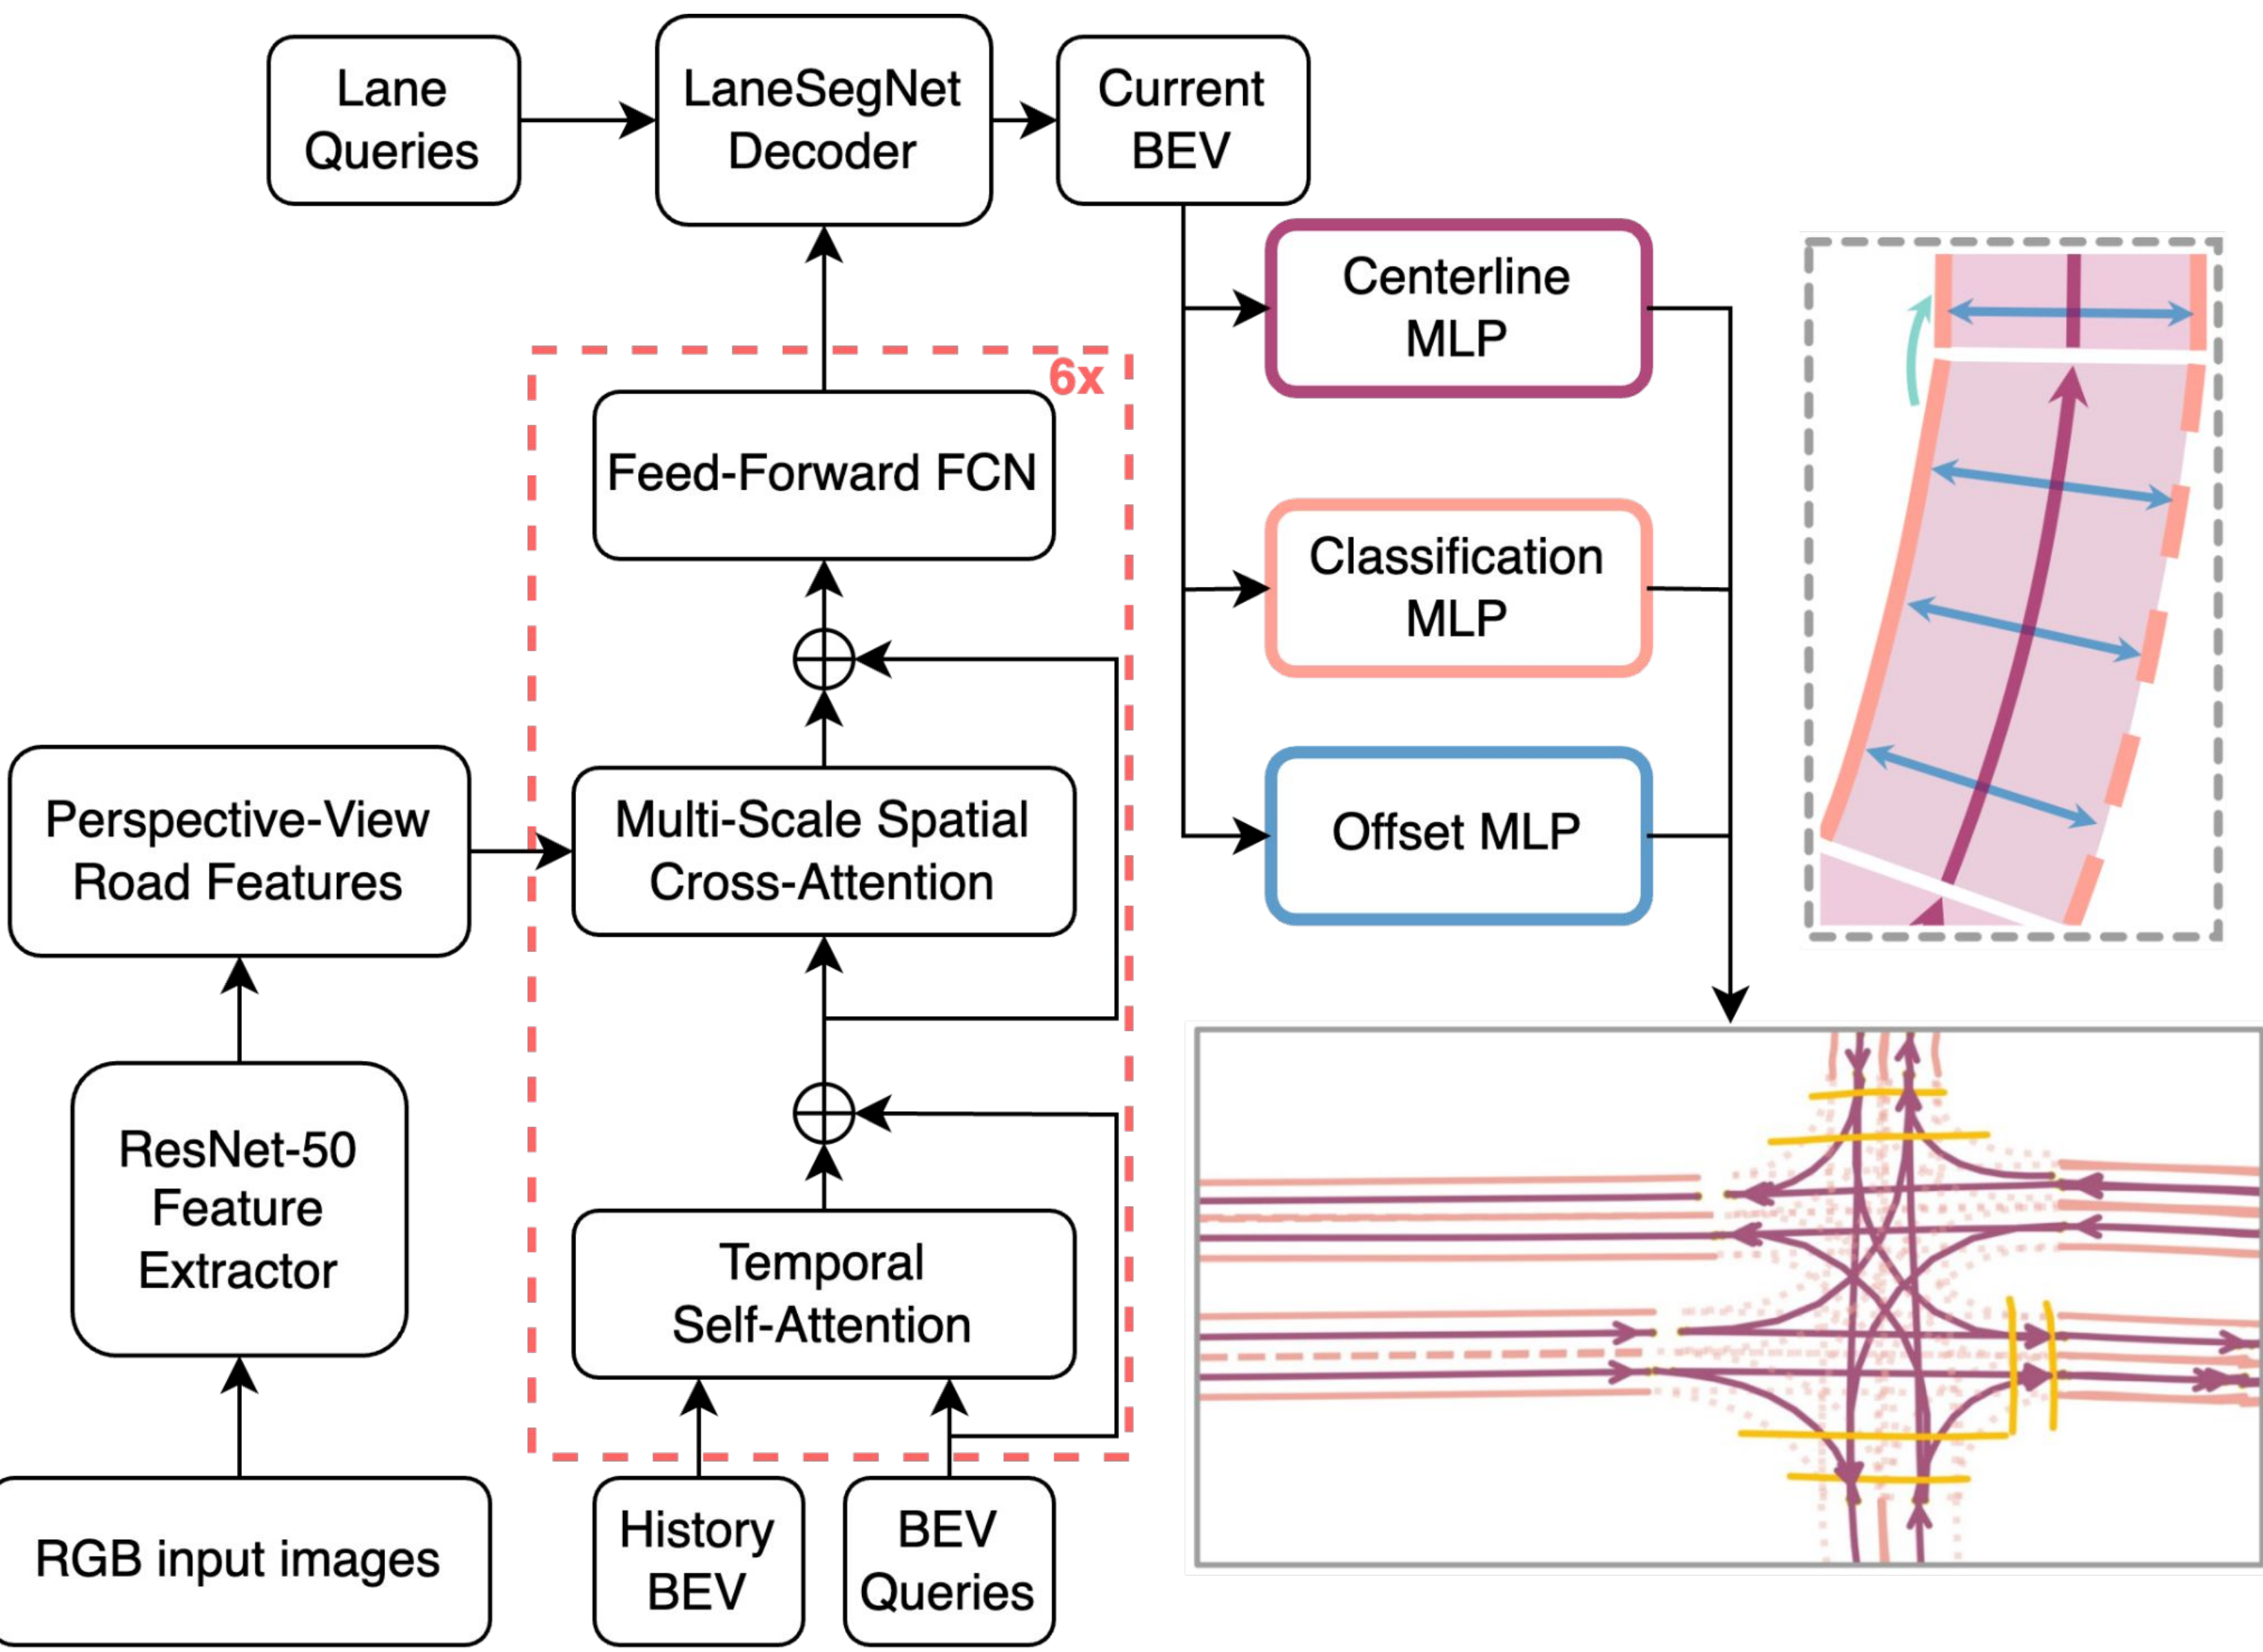 Lane
Queries
LaneSegNet
Decoder
Current
BEV
Centerline
MLP
6x
Feed-Forward FCN
Classification
MLP
Perspective-View
Road Features
Multi-Scale Spatial
Cross-Attention
Offset MLP
ResNet-50
Feature
Extractor
Temporal
Self-Attention
RGB input images
History
BEV
BEV
Queries